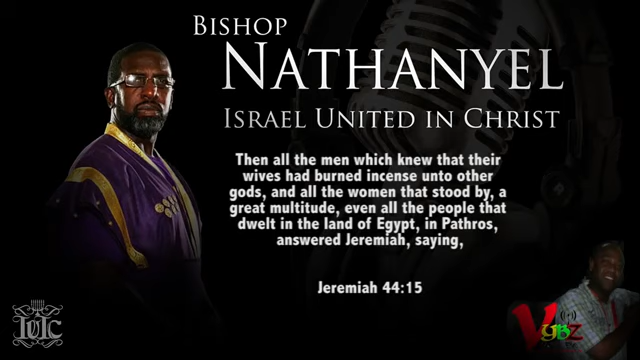 BISHOP
NATHANYEL
ISRAEL UNITED IN CHRIST
Then all the men which knew that their
wives had burned incense unto other
gods, and all the women that stood by, a
great multitude, even all the people that
dwelt in the land of Egypt, in Pathros,
answered Jeremiah, saying,
Jeremiah 44:15
IUIC
VYBZ